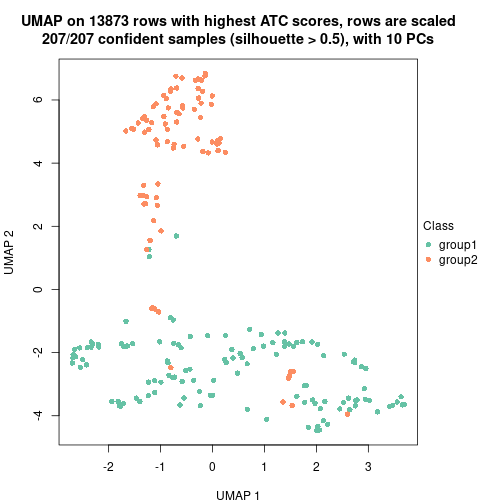 UMAP on 13873 rows with highest ATC scores, rows are scaled
207/207 confident samples (silhouette > 0.5), with 10 PCs
6
4
2
0
-2
-4
UMAP 2
-2
-1
0
1
2
3
UMAP 1
Class
group1
group2